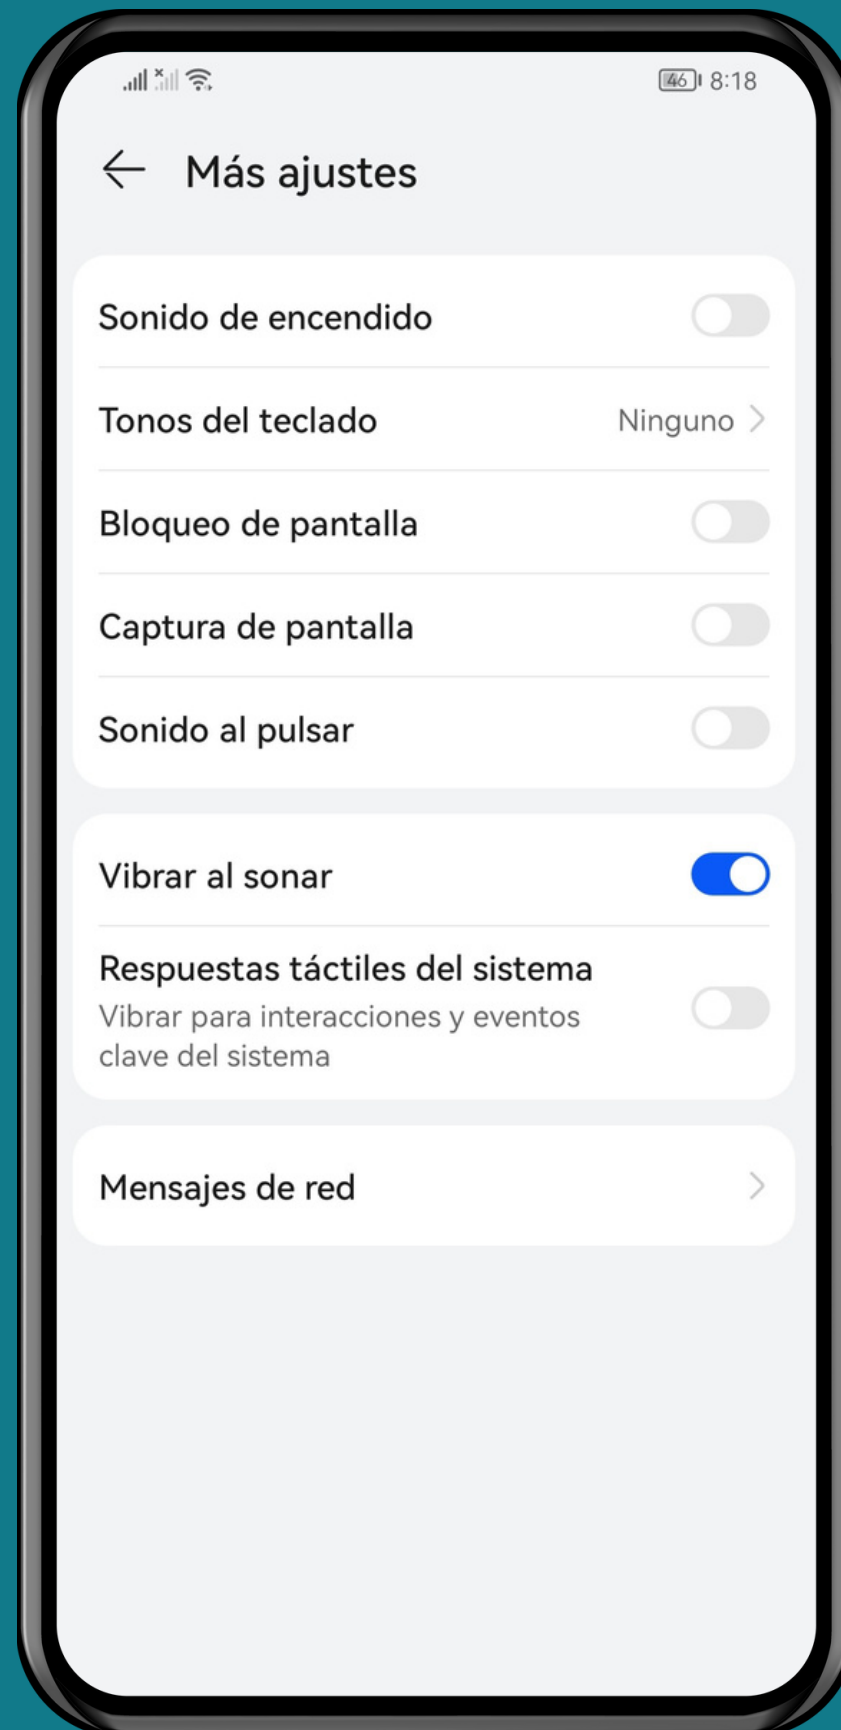 46 8:18
Más ajustes
Sonido de encendido
Tonos del teclado Ninguno
Bloqueo de pantalla
Captura de pantalla
Sonido al pulsar
Vibrar al sonar
Respuestas táctiles del sistema
Vibrar para interacciones y eventos
clave del sistema
Mensajes de red